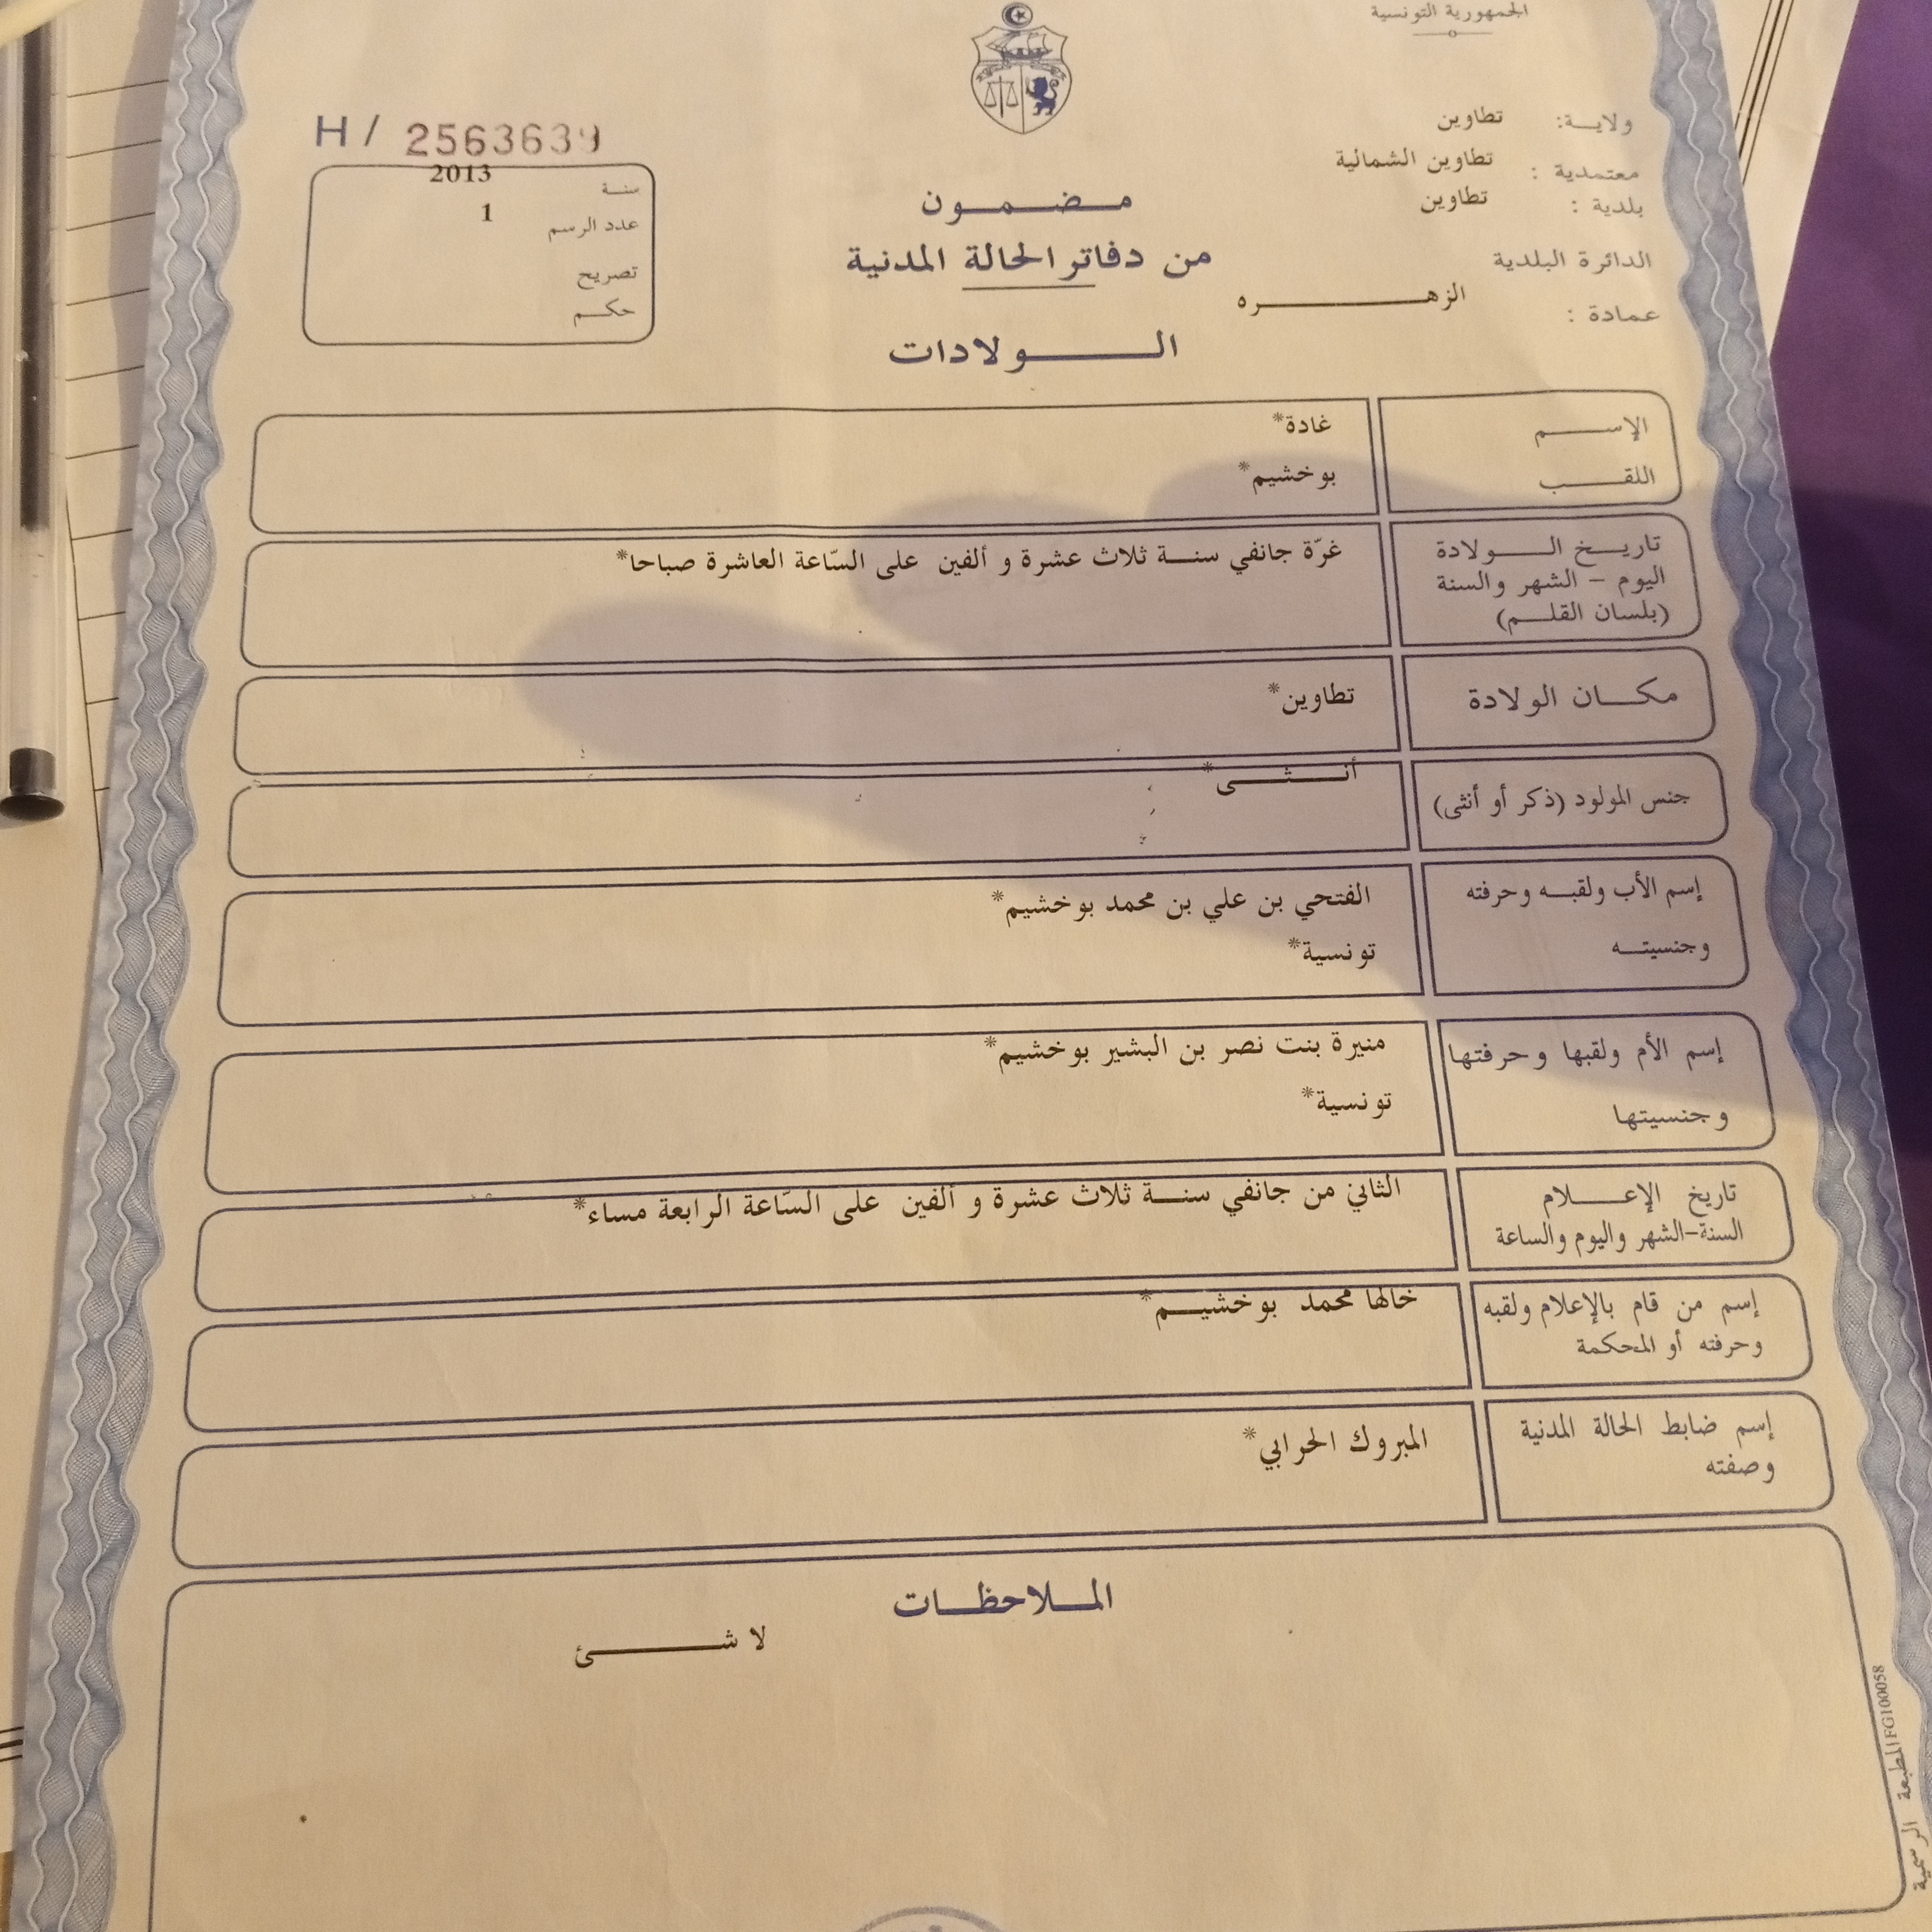 الجمهورية التونسية
ولاية: تطاوين
معتمدية : تطاوين الشمالية
بلدية : تطاوين
الدائرة البلدية
عمادة : الزهره
H / 2563639
سنة 2013
عدد الرسم 1
تصريح
حكم
مضمون
من دفاتر الحالة المدنية
الولادات
الإسم غادة*
اللقب بوخشيم*
تاريخ الولادة غرّة جانفي سنة ثلاث عشرة و ألفين على السّاعة العاشرة صباحا*
اليوم - الشهر والسنة
(بلسان القلم)
مكان الولادة تطاوين*
جنس المولود (ذكر أو أنثى) أنثى*
إسم الأب ولقبه وحرفته الفتحي بن علي بن محمد بوخشيم*
وجنسيته تونسية*
إسم الأم ولقبها وحرفتها منيرة بنت نصر بن البشير بوخشيم*
وجنسيتها تونسية*
تاريخ الإعلام الثاني من جانفي سنة ثلاث عشرة و ألفين على السّاعة الرابعة مساء*
السنة-الشهر واليوم والساعة
إسم من قام بالإعلام ولقبه خالها محمد بوخشيم*
وحرفته أو المحكمة
إسم ضابط الحالة المدنية المبروك الحرابي*
وصفته
الملاحظات
لا شئ
المطبعة الرسمية FG100058